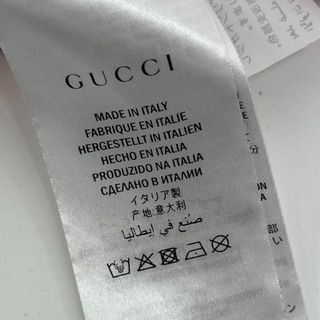 GUCCI
MADE IN ITALY
FABRIQUE EN ITALIE
HERGESTELLT IN ITALIEN
HECHO EN ITALIA
PRODUZIDO NA ITALIA
СДЕЛАНО В ИТАЛИИ
イタリア製
产地:意大利
صنع في إيطاليا